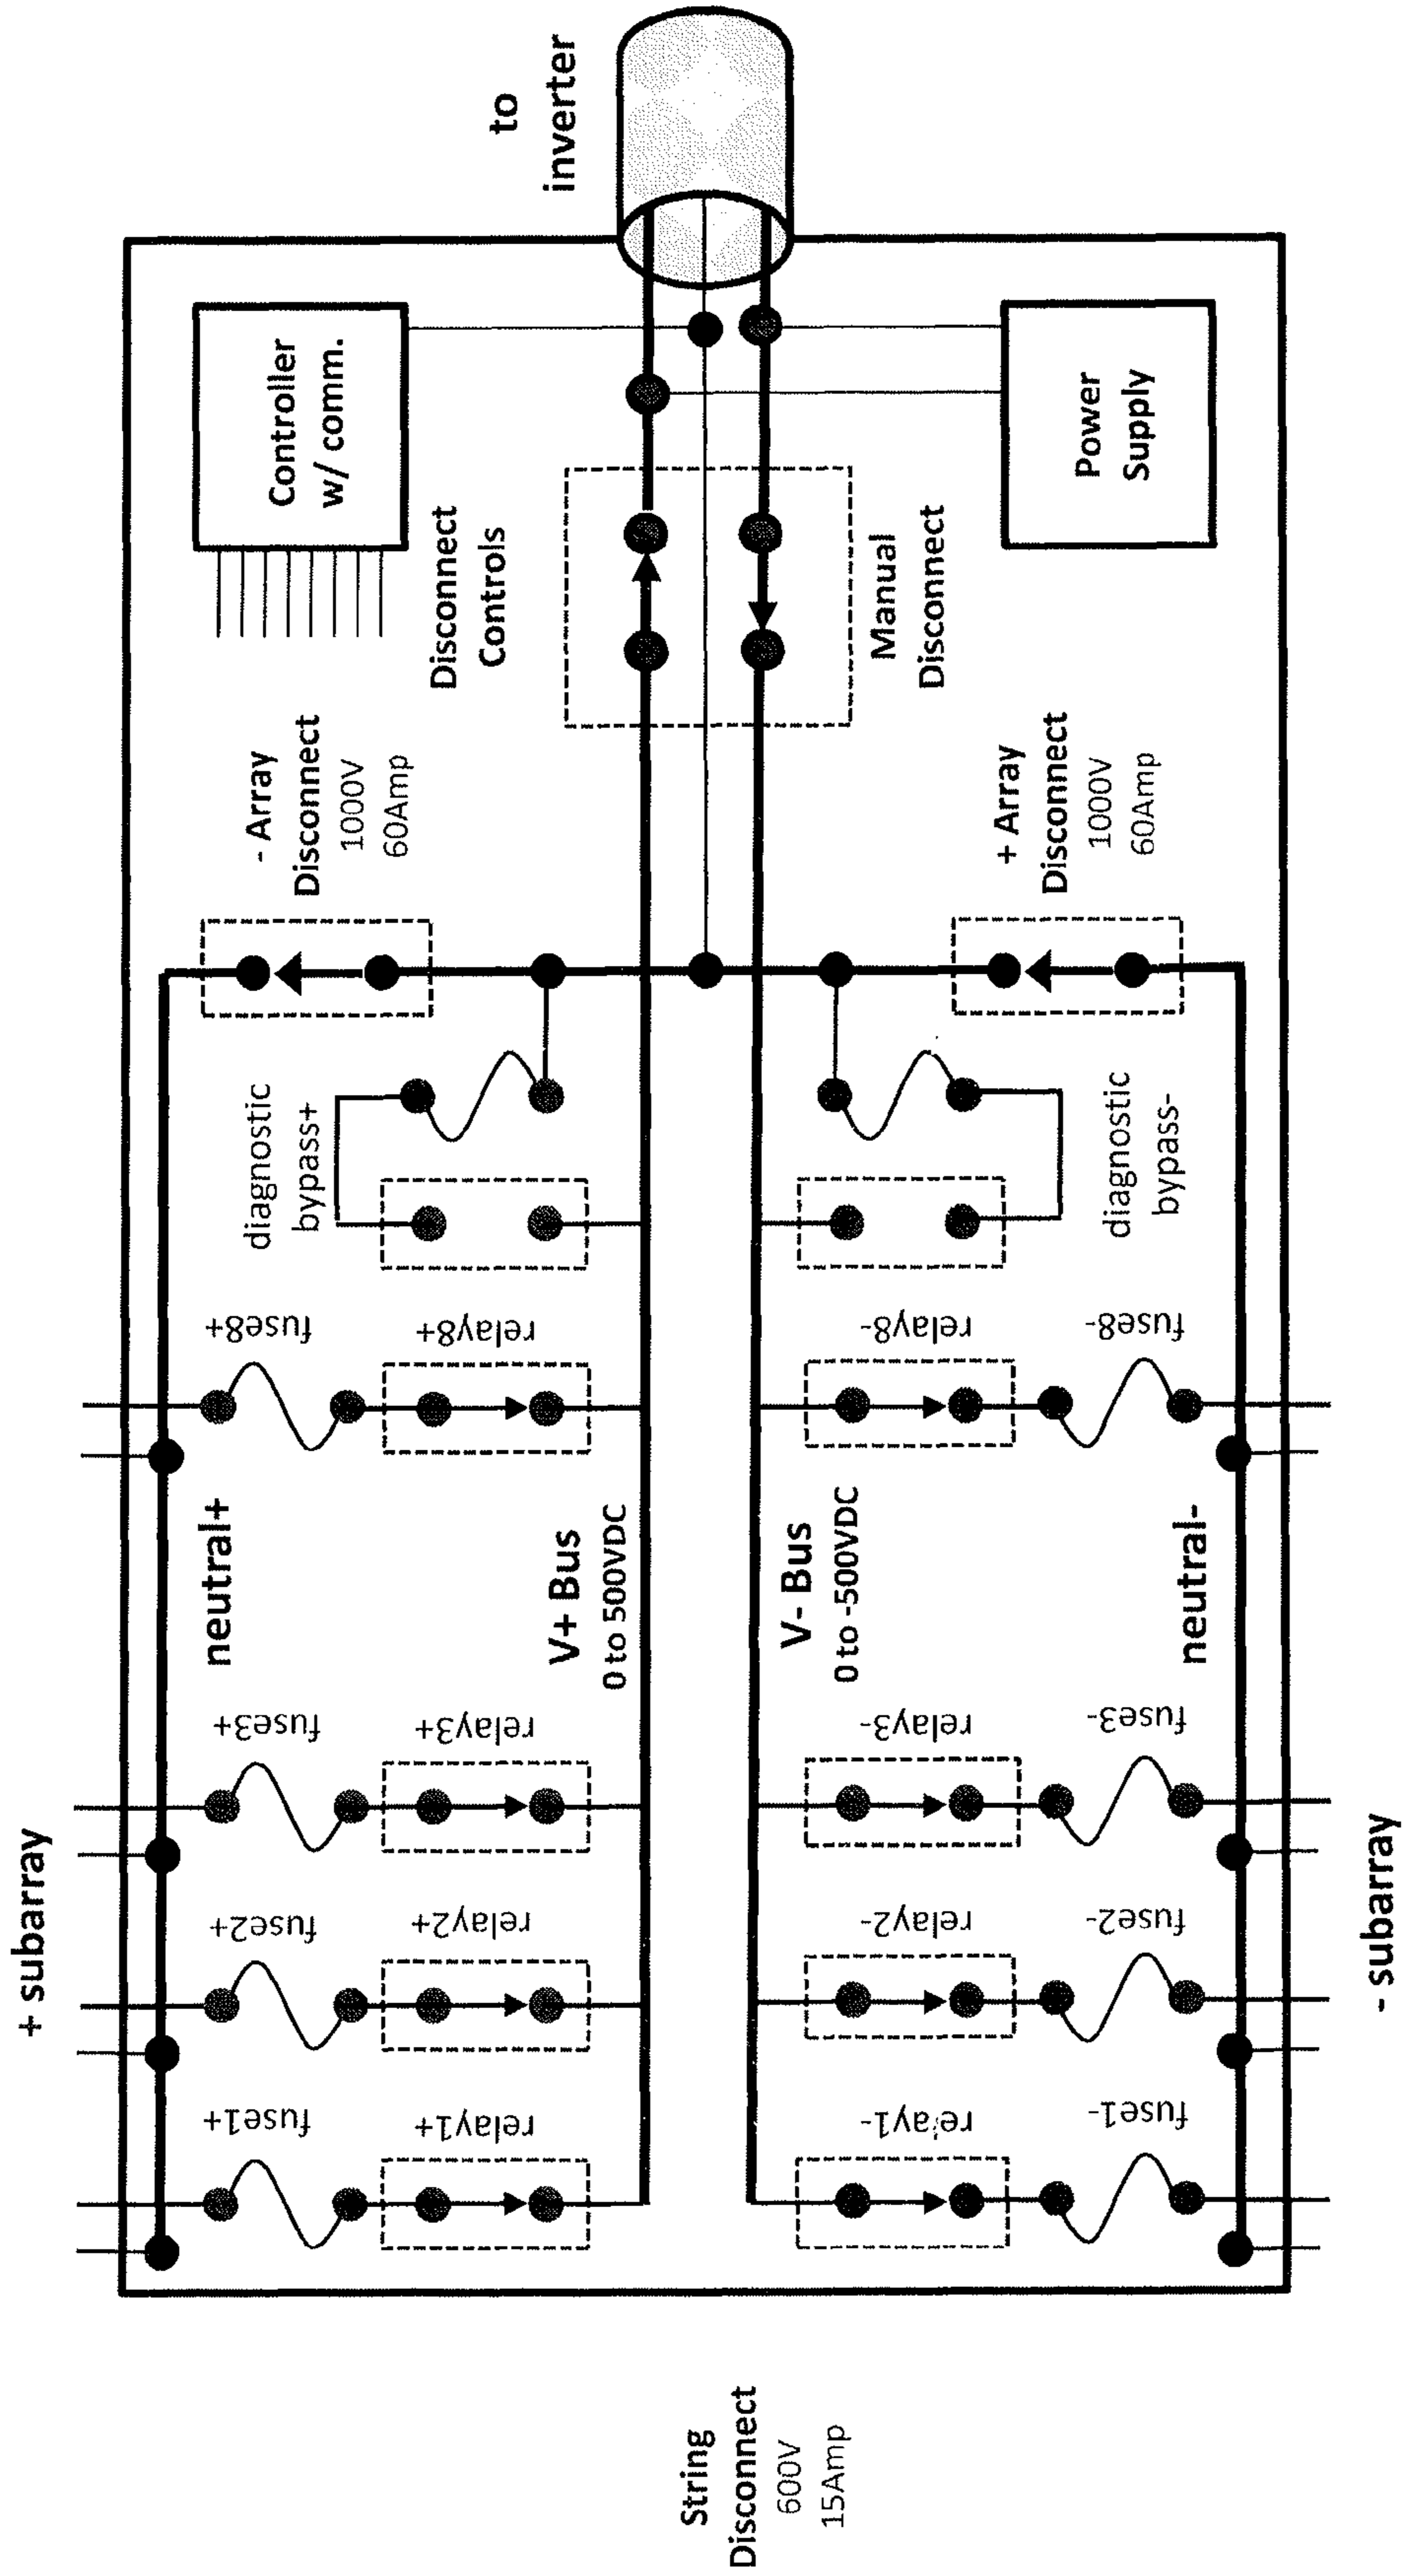 + subarray
fuse1+
fuse2+
fuse3+
fuse8+
relay1+
relay2+
relay3+
relay8+
neutral+
diagnostic
bypass+
- Array
Disconnect
1000V
60Amp
Controller
w/ comm.
Disconnect
Controls
to
inverter
V+ Bus
0 to 500VDC
String
Disconnect
600V
15Amp
V- Bus
0 to -500VDC
Manual
Disconnect
relay1-
relay2-
relay3-
relay8-
fuse1-
fuse2-
fuse3-
fuse8-
neutral-
diagnostic
bypass-
+ Array
Disconnect
1000V
60Amp
Power
Supply
- subarray